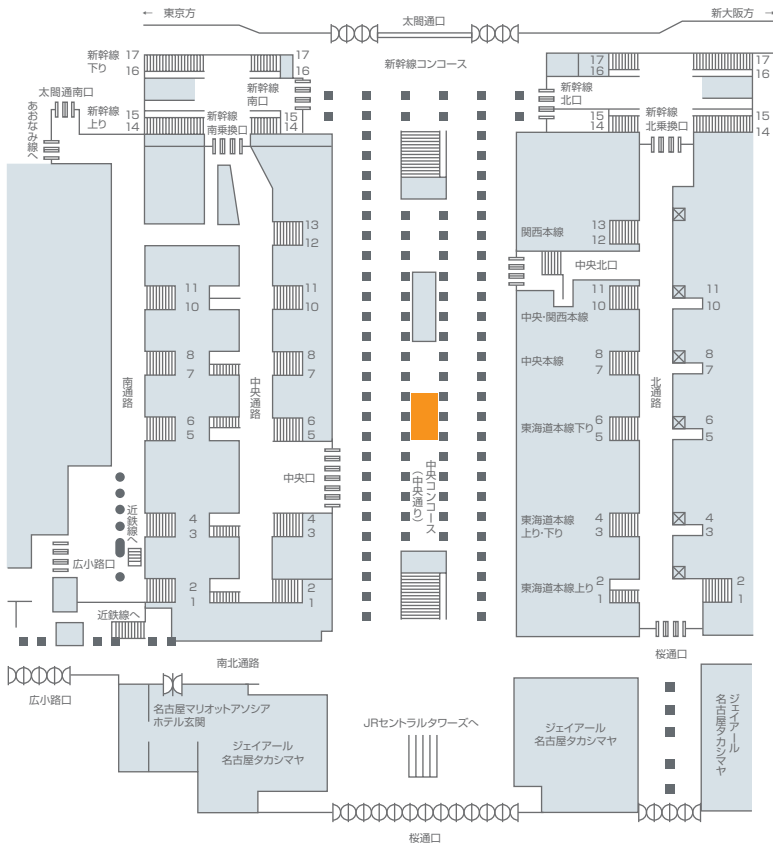 ← 東京方
太閤通口
新大阪方 →
新幹線
下り
17
16
17
16
新幹線コンコース
17
16
17
16
太閤通南口
新幹線
南口
新幹線
北口
あおなみ線へ
新幹線
上り
15
14
新幹線
南乗換口
15
14
15
14
新幹線
北乗換口
15
14
13
12
関西本線
13
12
中央北口
11
10
11
10
11
10
11
10
中央・関西本線
8
7
8
7
中央本線
8
7
8
7
南通路
中央通路
北通路
6
5
6
5
東海道本線下り
6
5
6
5
中央口
中央コンコース
(中央通り)
近鉄線へ
4
3
4
3
東海道本線
上り・下り
4
3
4
3
広小路口
2
1
2
1
東海道本線上り
2
1
2
1
近鉄線へ
南北通路
桜通口
広小路口
名古屋マリオットアソシア
ホテル玄関
JRセントラルタワーズへ
ジェイアール
名古屋タカシマヤ
ジェイアール
名古屋タカシマヤ
ジェイアール
名古屋タカシマヤ
桜通口